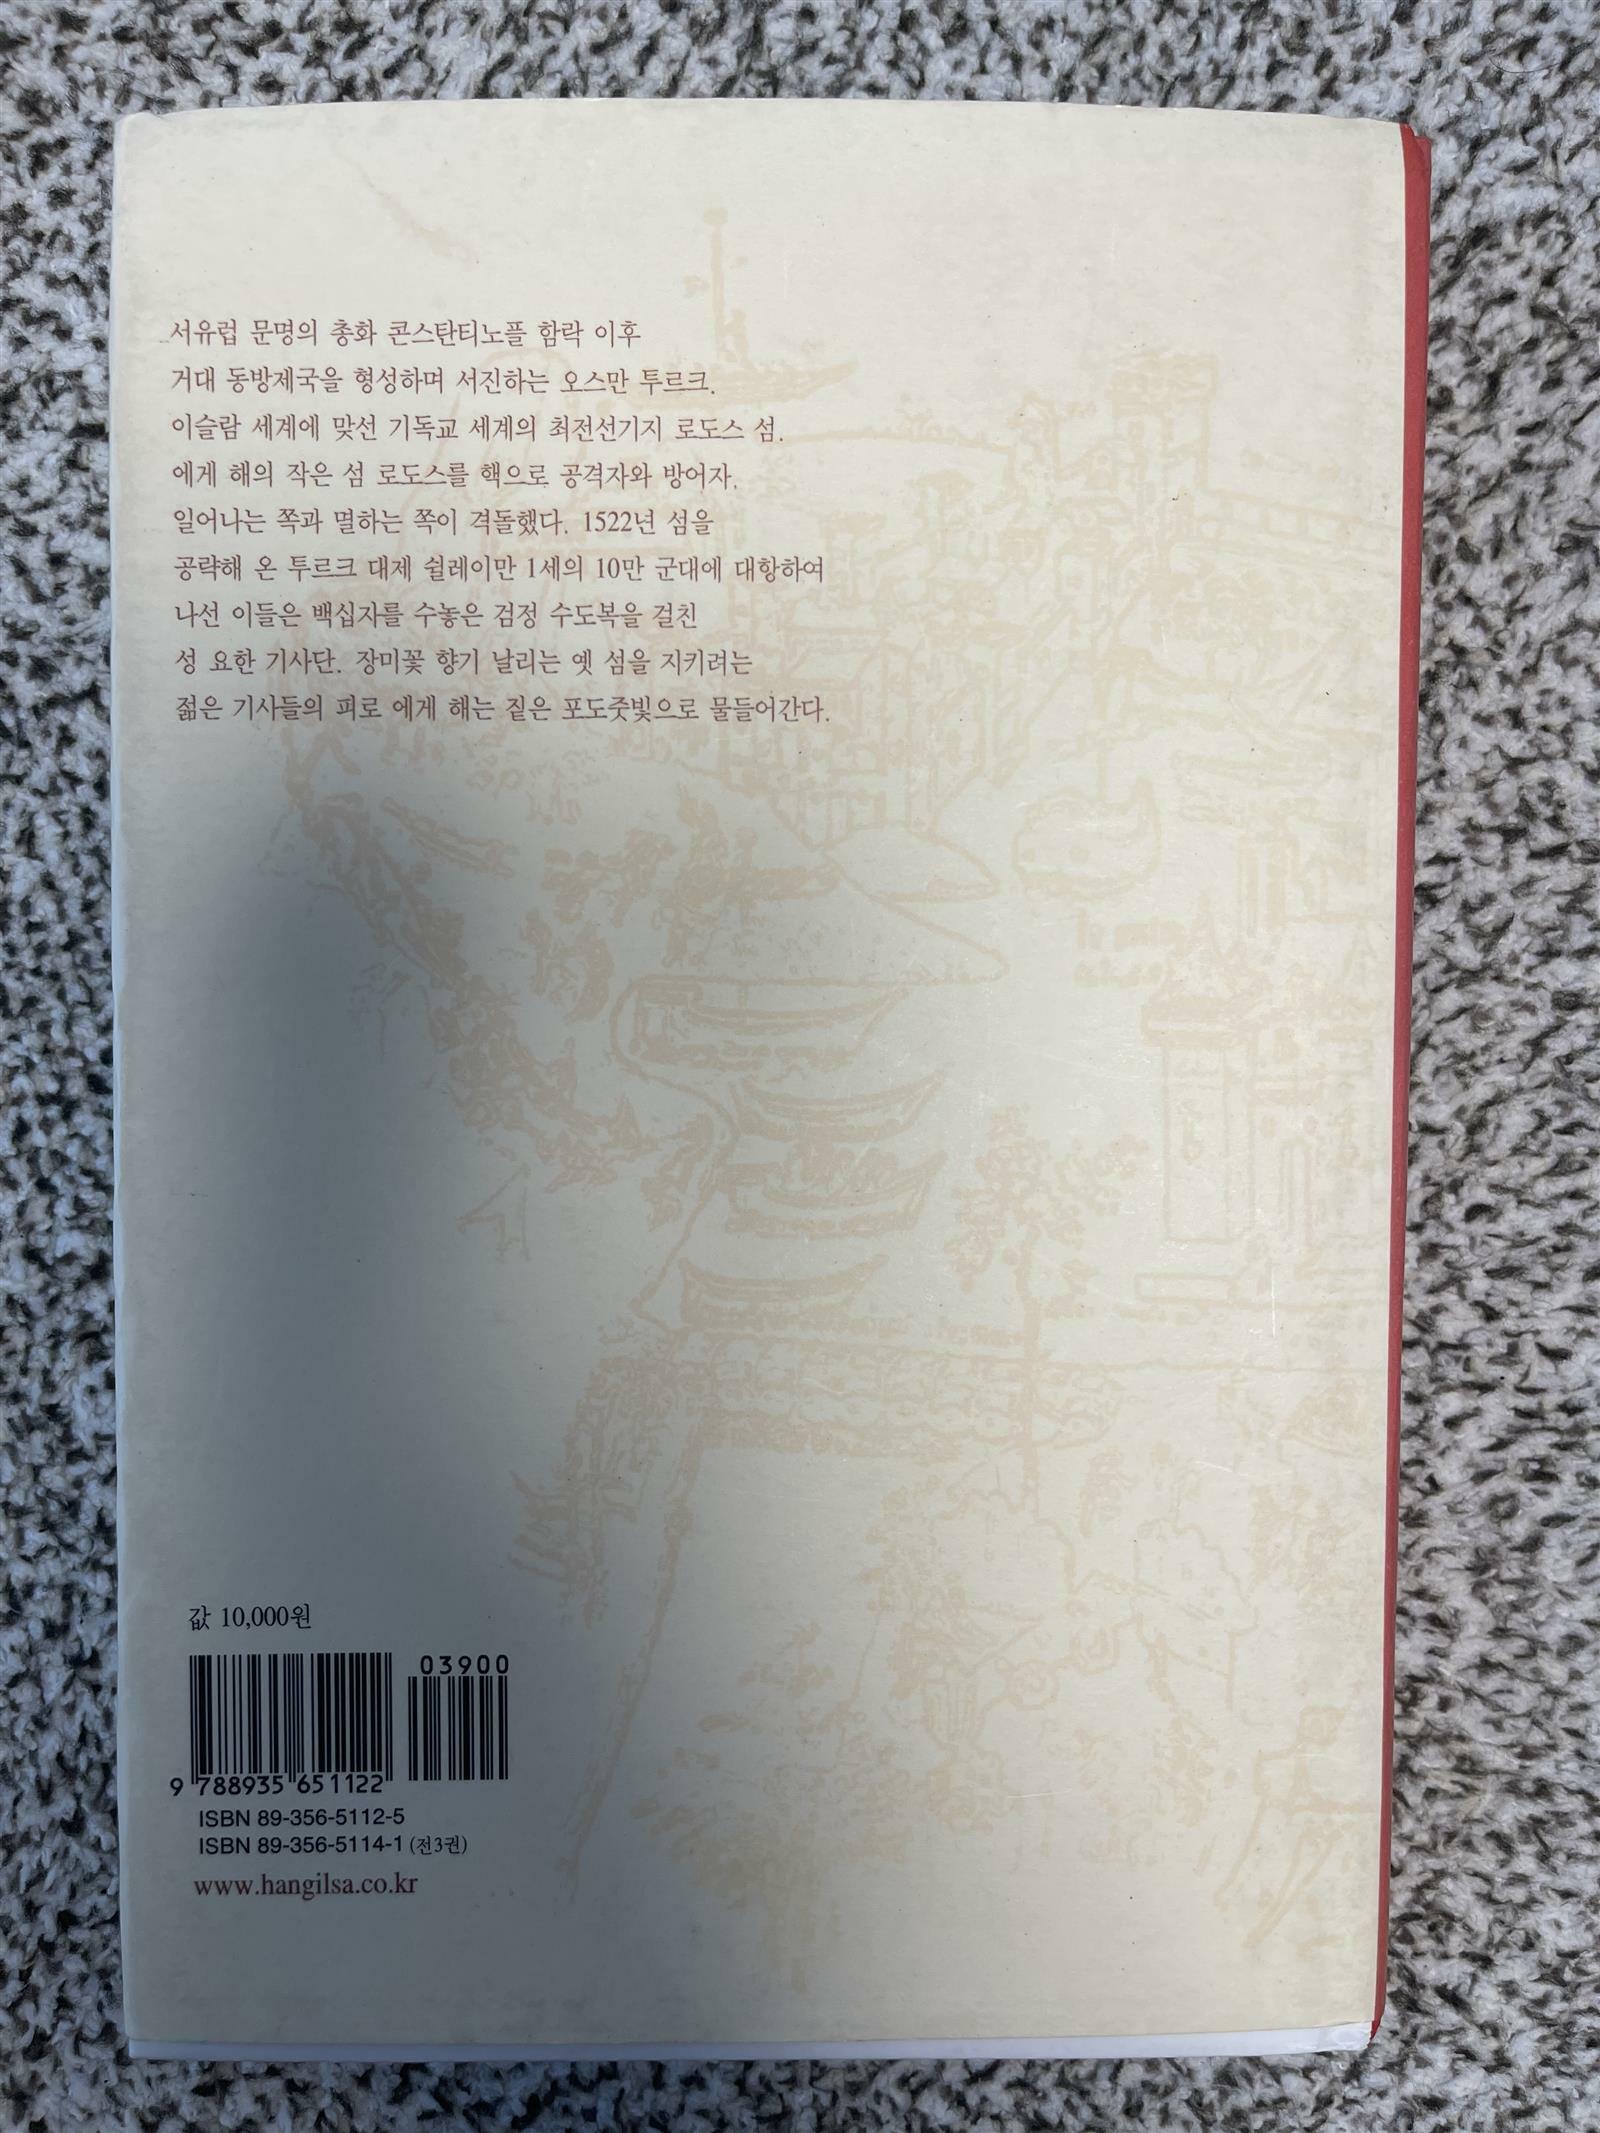 서유럽 문명의 총화 콘스탄티노플 함락 이후
거대 동방제국을 형성하며 서진하는 오스만 투르크.
이슬람 세계에 맞선 기독교 세계의 최전선기지 로도스 섬.
에게 해의 작은 섬 로도스를 핵으로 공격자와 방어자,
일어나는 쪽과 멸하는 쪽이 격돌했다. 1522년 섬을
공략해 온 투르크 대제 쉴레이만 1세의 10만 군대에 대항하여
나선 이들은 백십자를 수놓은 검정 수도복을 걸친
성 요한 기사단. 장미꽃 향기 날리는 옛 섬을 지키려는
젊은 기사들의 피로 에게 해는 짙은 포도줏빛으로 물들어간다.
값 10,000원
03900
9 788935 651122
ISBN 89-356-5112-5
ISBN 89-356-5114-1 (전3권)
www.hangilsa.co.kr